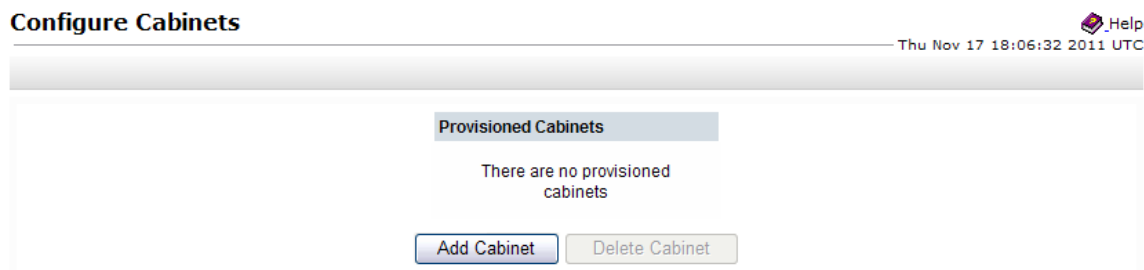 Configure Cabinets
Help
Thu Nov 17 18:06:32 2011 UTC
Provisioned Cabinets
There are no provisioned
cabinets
Add Cabinet
Delete Cabinet